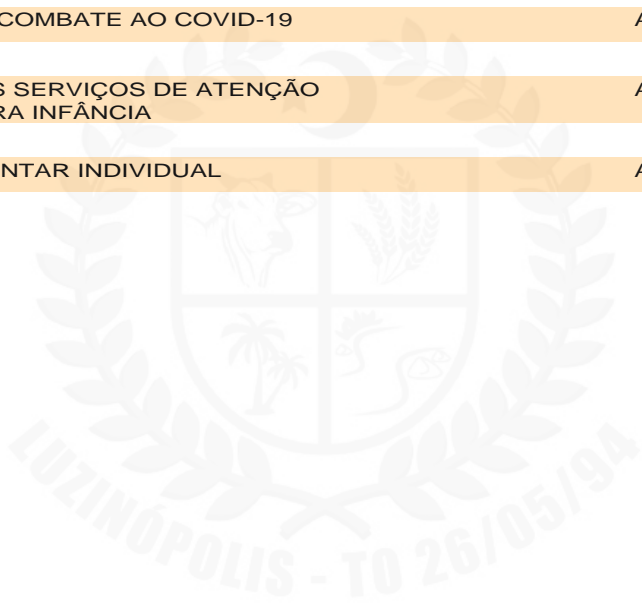 COMBATE AO COVID-19 A
S SERVIÇOS DE ATENÇÃO A
RA INFÂNCIA
NTAR INDIVIDUAL A
LUZINÓPOLIS - TO 26/05/94